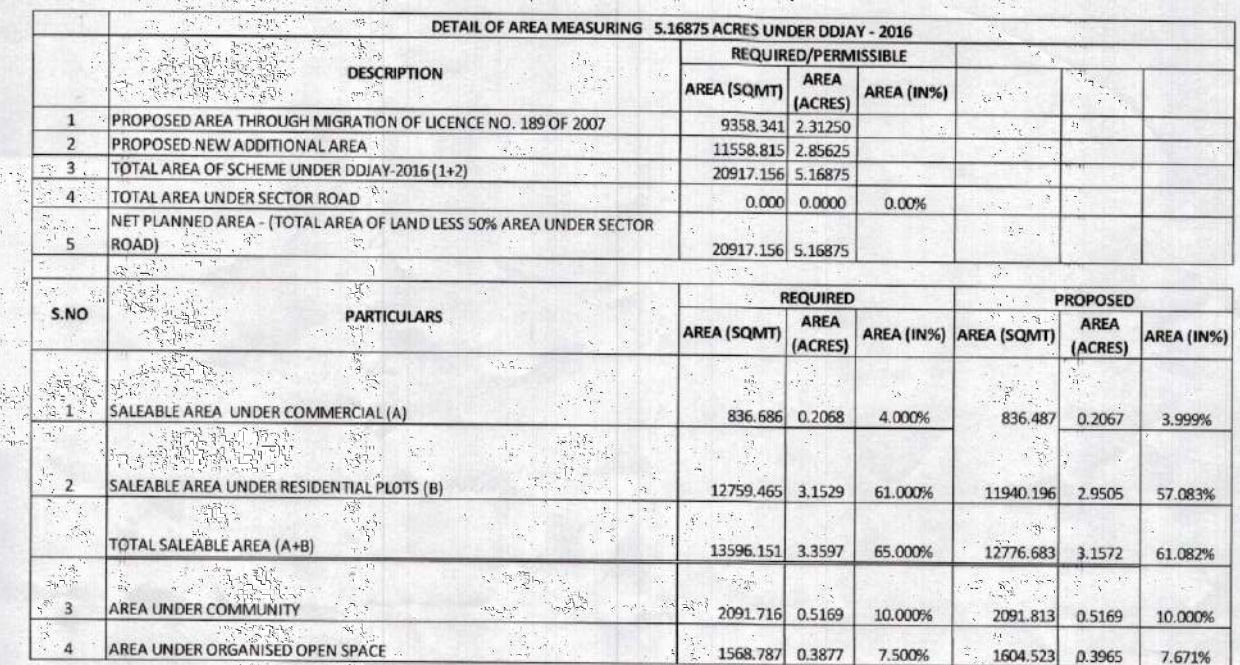 DETAIL OF AREA MEASURING 5.16875 ACRES UNDER DDJAY - 2016
DESCRIPTION REQUIRED/PERMISSIBLE
AREA (SQMT) AREA (ACRES) AREA (IN%)
1 PROPOSED AREA THROUGH MIGRATION OF LICENCE NO. 189 OF 2007 9358.341 2.31250
2 PROPOSED NEW ADDITIONAL AREA 11558.815 2.85625
3 TOTAL AREA OF SCHEME UNDER DDJAY-2016 (1+2) 20917.156 5.16875
4 TOTAL AREA UNDER SECTOR ROAD 0.000 0.0000 0.00%
NET PLANNED AREA - (TOTAL AREA OF LAND LESS 50% AREA UNDER SECTOR
5 ROAD) 20917.156 5.16875
S.NO PARTICULARS REQUIRED PROPOSED
AREA (SQMT) AREA (ACRES) AREA (IN%) AREA (SQMT) AREA (ACRES) AREA (IN%)
1 SALEABLE AREA UNDER COMMERCIAL (A) 836.686 0.2068 4.000% 836.487 0.2067 3.999%
2 SALEABLE AREA UNDER RESIDENTIAL PLOTS (B) 12759.465 3.1529 61.000% 11940.196 2.9505 57.083%
TOTAL SALEABLE AREA (A+B) 13596.151 3.3597 65.000% 12776.683 3.1572 61.082%
3 AREA UNDER COMMUNITY 2091.716 0.5169 10.000% 2091.813 0.5169 10.000%
4 AREA UNDER ORGANISED OPEN SPACE 1568.787 0.3877 7.500% 1604.523 0.3965 7.671%